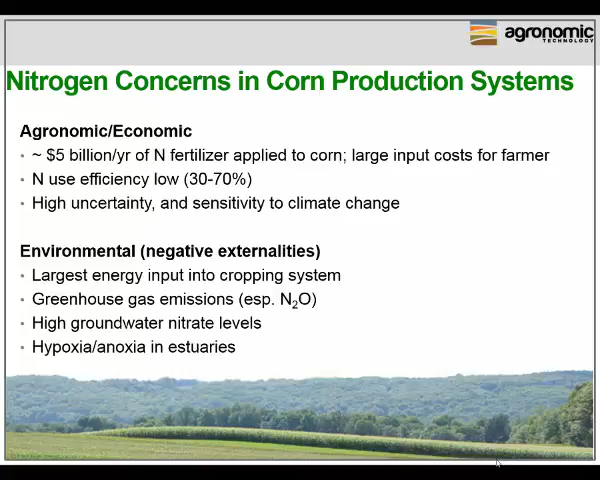 agronomic
TECHNOLOGY
Nitrogen Concerns in Corn Production Systems
Agronomic/Economic
• ~ $5 billion/yr of N fertilizer applied to corn; large input costs for farmer
• N use efficiency low (30-70%)
• High uncertainty, and sensitivity to climate change
Environmental (negative externalities)
• Largest energy input into cropping system
• Greenhouse gas emissions (esp. N₂O)
• High groundwater nitrate levels
• Hypoxia/anoxia in estuaries